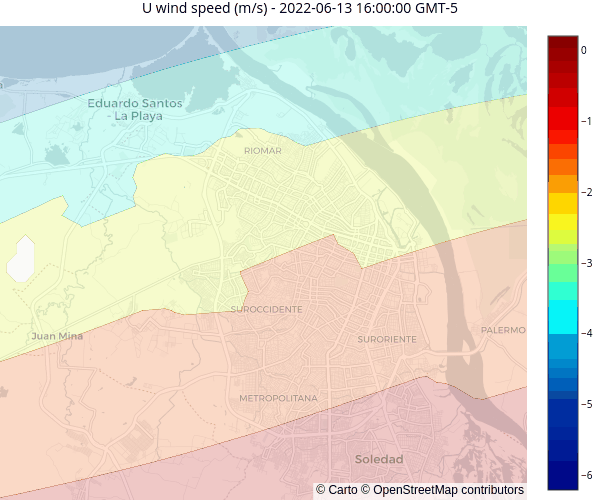 U wind speed (m/s) - 2022-06-13 16:00:00 GMT-5
Eduardo Santos
- La Playa
RIOMAR
SUROCCIDENTE
Juan Mina
SURORIENTE
PALERMO
METROPOLITANA
Soledad
© Carto © OpenStreetMap contributors
0
−1
−2
−3
−4
−5
−6